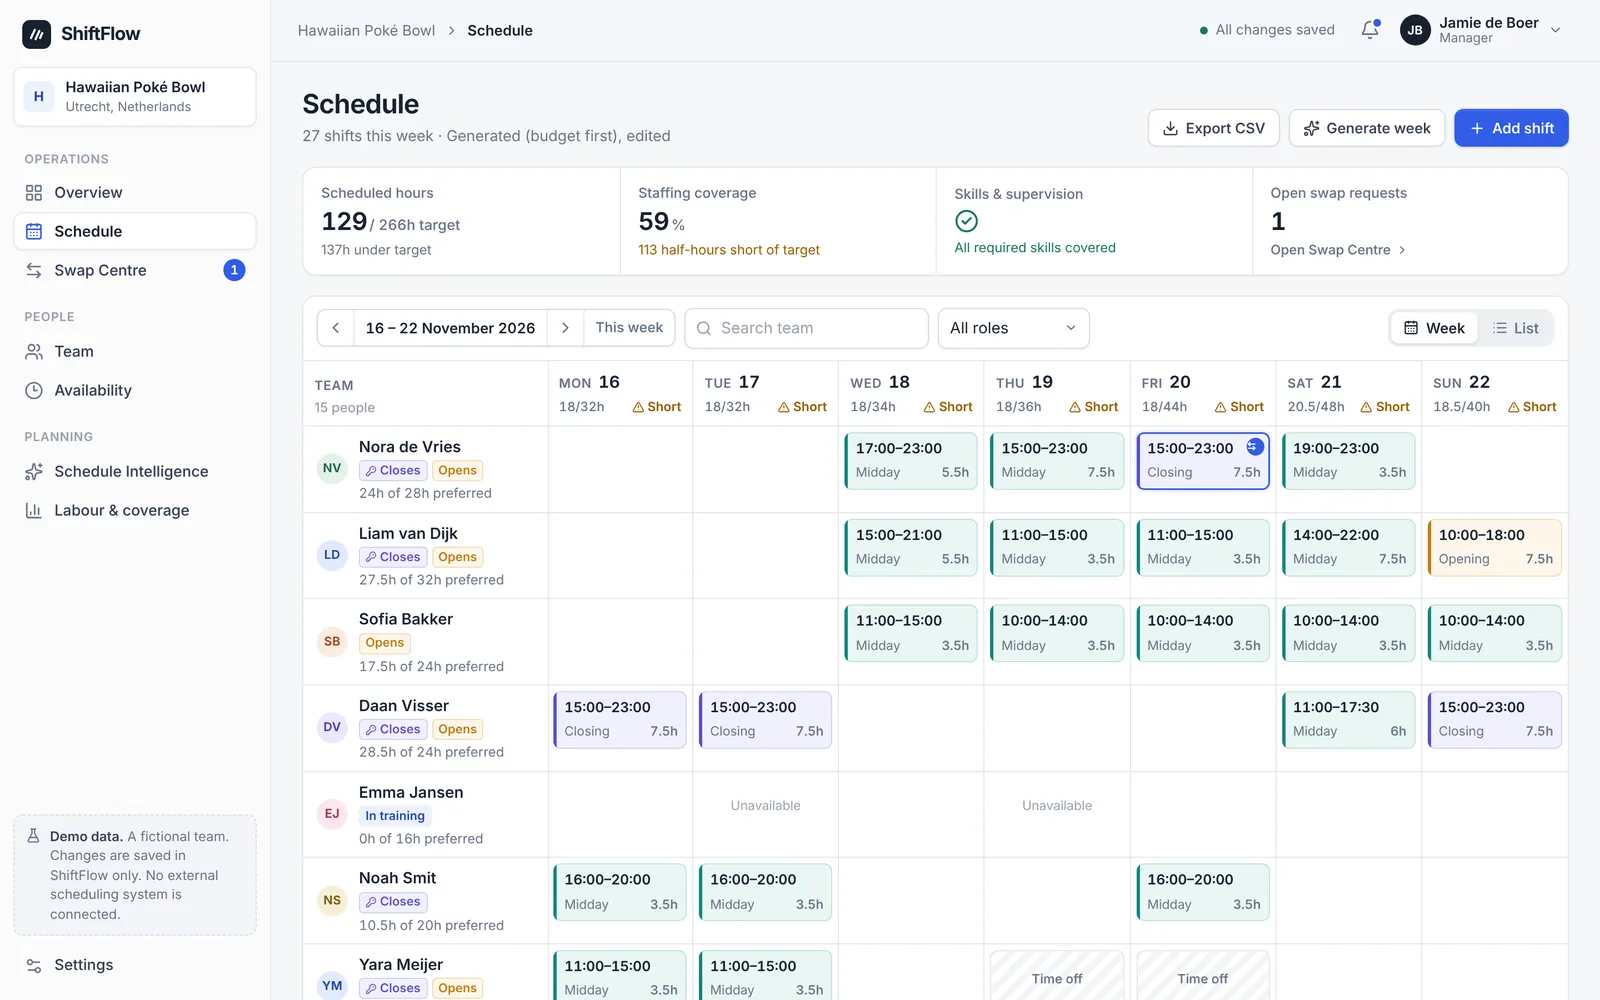 ShiftFlow
H
Hawaiian Poké Bowl
Utrecht, Netherlands
OPERATIONS
Overview
Schedule
Swap Centre
1
PEOPLE
Team
Availability
PLANNING
Schedule Intelligence
Labour & coverage
Demo data. A fictional team.
Changes are saved in
ShiftFlow only. No external
scheduling system is
connected.
Settings
Hawaiian Poké Bowl > Schedule
All changes saved
JB
Jamie de Boer
Manager
Schedule
27 shifts this week · Generated (budget first), edited
Export CSV
Generate week
+ Add shift
Scheduled hours
129 / 266h target
137h under target
Staffing coverage
59 %
113 half-hours short of target
Skills & supervision
All required skills covered
Open swap requests
1
Open Swap Centre >
16 – 22 November 2026
This week
Search team
All roles
Week
List
TEAM
15 people
MON 16
18/32h Short
TUE 17
18/32h Short
WED 18
18/34h Short
THU 19
18/36h Short
FRI 20
18/44h Short
SAT 21
20.5/48h Short
SUN 22
18.5/40h Short
NV
Nora de Vries
Closes Opens
24h of 28h preferred
17:00–23:00
Midday 5.5h
15:00–23:00
Midday 7.5h
15:00–23:00
Closing 7.5h
19:00–23:00
Midday 3.5h
LD
Liam van Dijk
Closes Opens
27.5h of 32h preferred
15:00–21:00
Midday 5.5h
11:00–15:00
Midday 3.5h
11:00–15:00
Midday 3.5h
14:00–22:00
Midday 7.5h
10:00–18:00
Opening 7.5h
SB
Sofia Bakker
Opens
17.5h of 24h preferred
11:00–15:00
Midday 3.5h
10:00–14:00
Midday 3.5h
10:00–14:00
Midday 3.5h
10:00–14:00
Midday 3.5h
10:00–14:00
Midday 3.5h
DV
Daan Visser
Closes Opens
28.5h of 24h preferred
15:00–23:00
Closing 7.5h
15:00–23:00
Closing 7.5h
11:00–17:30
Midday 6h
15:00–23:00
Closing 7.5h
EJ
Emma Jansen
In training
0h of 16h preferred
Unavailable
Unavailable
NS
Noah Smit
Closes
10.5h of 20h preferred
16:00–20:00
Midday 3.5h
16:00–20:00
Midday 3.5h
16:00–20:00
Midday 3.5h
YM
Yara Meijer
Closes Opens
11:00–15:00
Midday 3.5h
11:00–15:00
Midday 3.5h
Time off
Time off